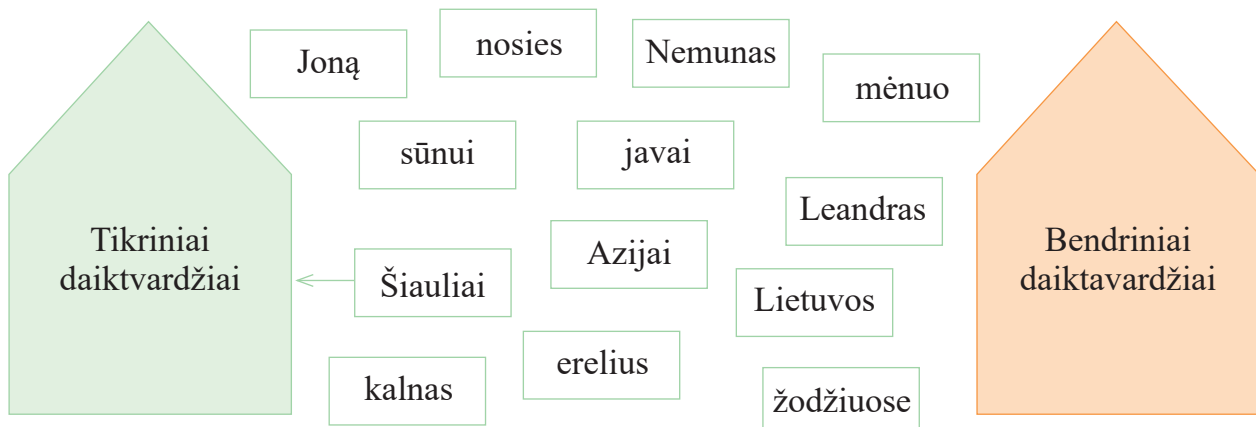 Joną
nosies
Nemunas
mėnuo
sūnui
javai
Leandras
Tikriniai
daiktvardžiai
Azijai
Šiauliai
Lietuvos
Bendriniai
daiktavardžiai
erelius
kalnas
žodžiuose